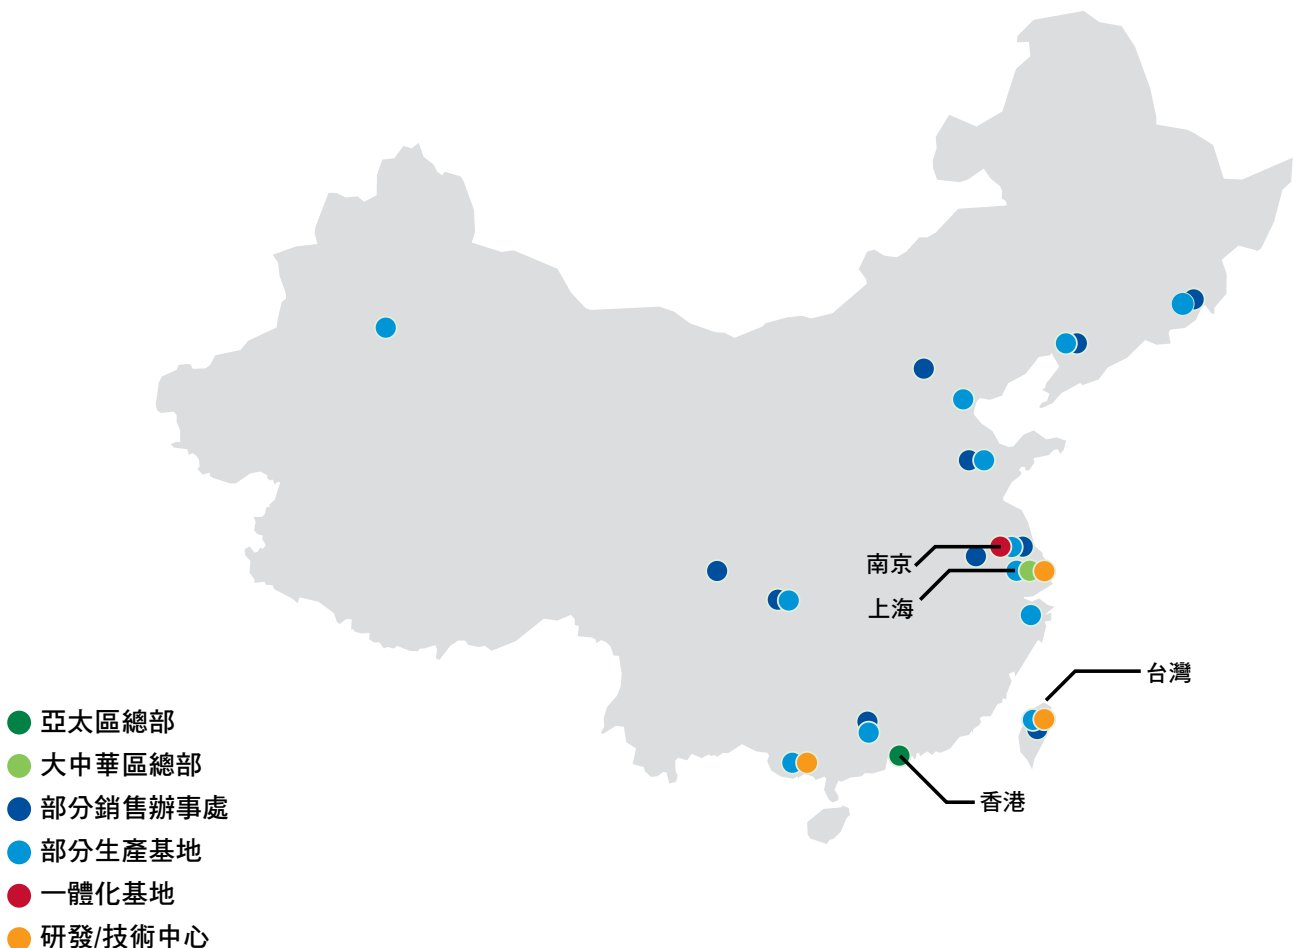 南京
上海
台灣
香港
亞太區總部
大中華區總部
部分銷售辦事處
部分生產基地
一體化基地
研發/技術中心